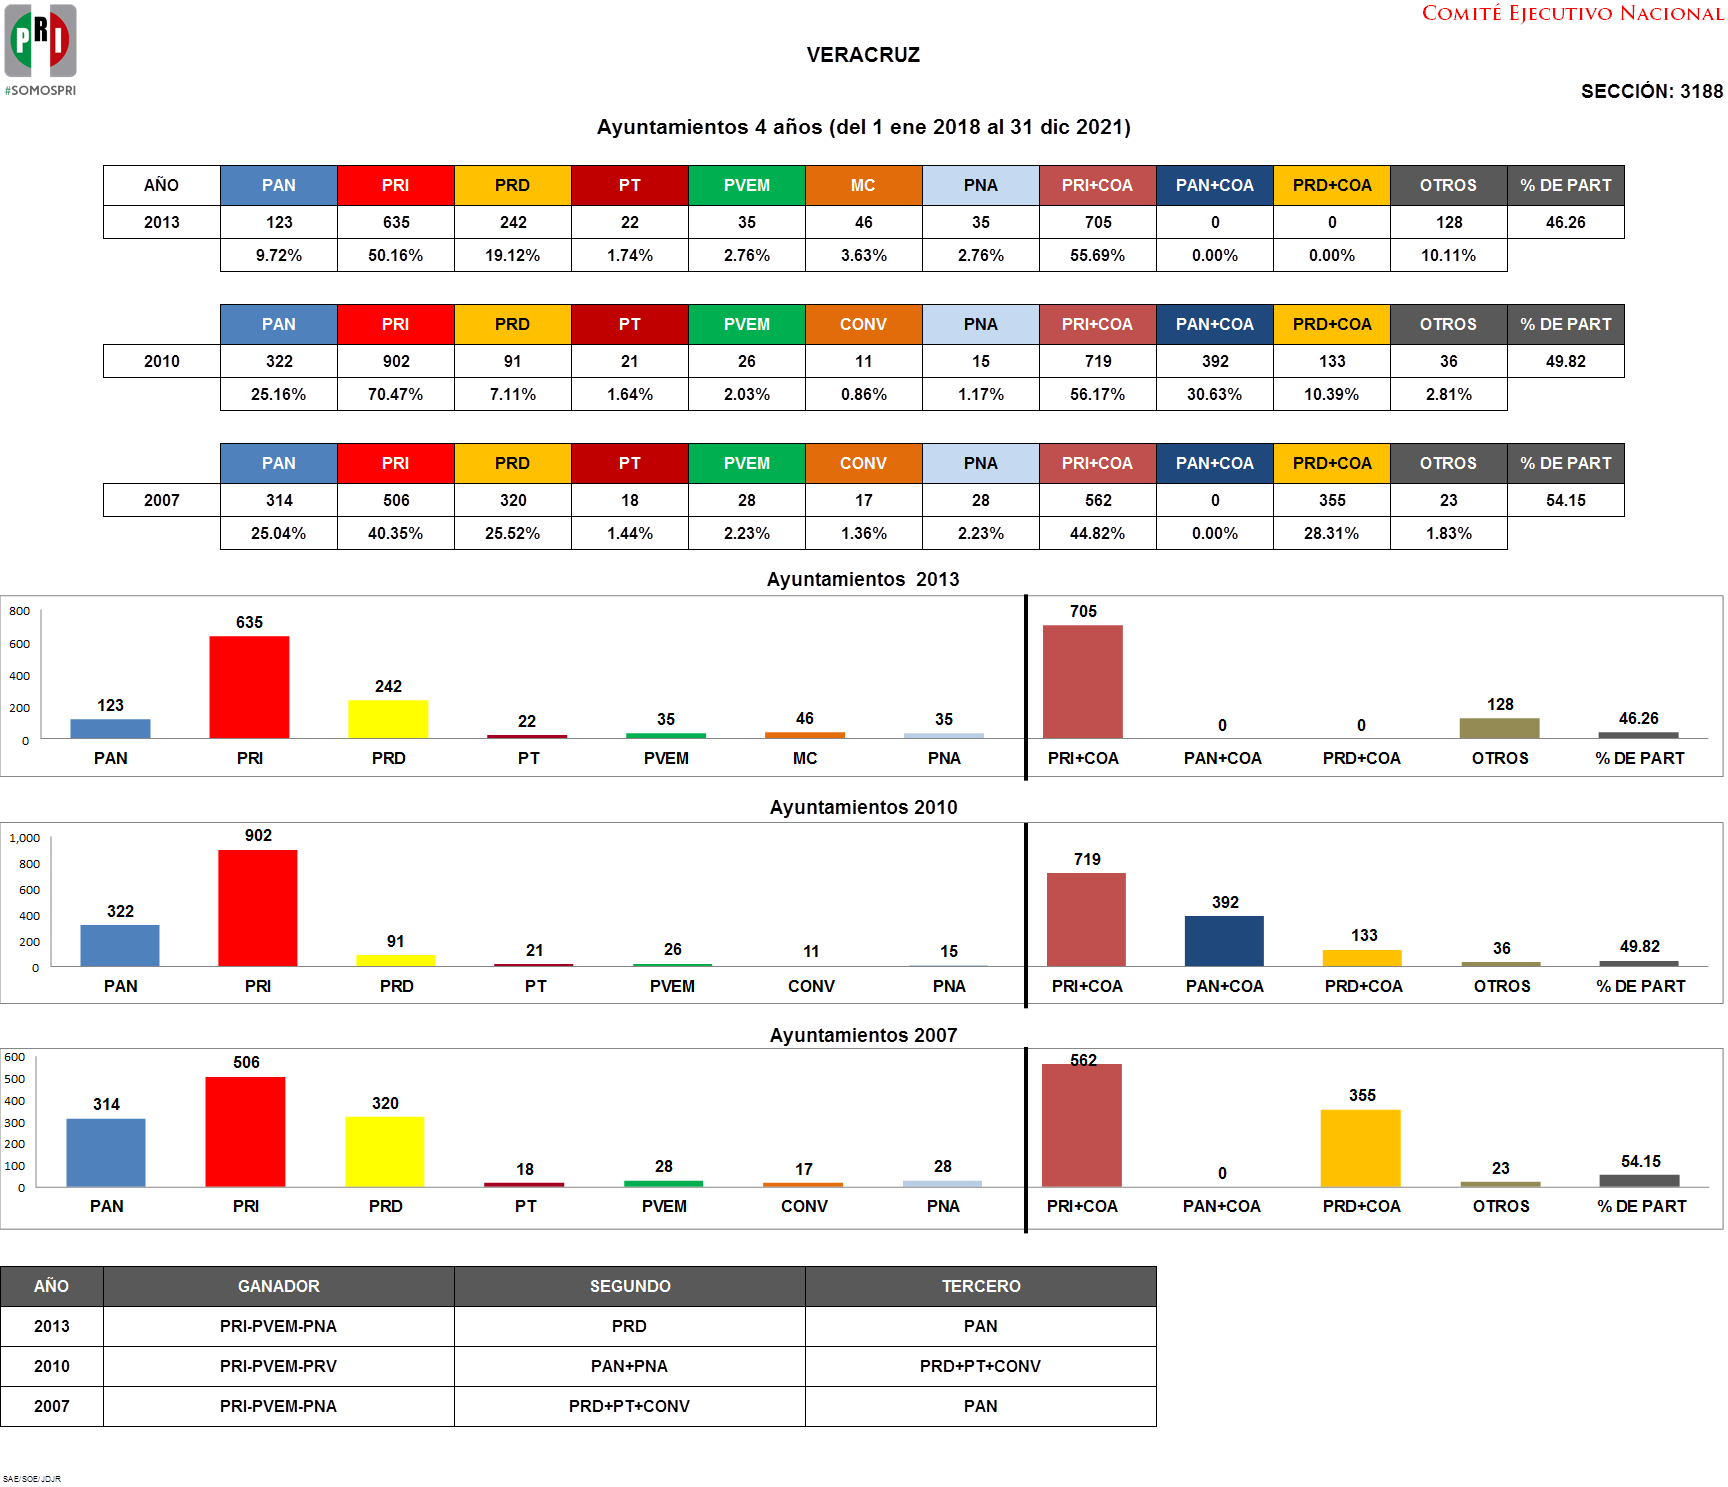 COMITÉ EJECUTIVO NACIONAL
PRI
#SOMOSPRI
VERACRUZ
SECCIÓN: 3188
Ayuntamientos 4 años (del 1 ene 2018 al 31 dic 2021)
AÑO PAN PRI PRD PT PVEM MC PNA PRI+COA PAN+COA PRD+COA OTROS % DE PART
2013 123 635 242 22 35 46 35 705 0 0 128 46.26
9.72% 50.16% 19.12% 1.74% 2.76% 3.63% 2.76% 55.69% 0.00% 0.00% 10.11%
PAN PRI PRD PT PVEM CONV PNA PRI+COA PAN+COA PRD+COA OTROS % DE PART
2010 322 902 91 21 26 11 15 719 392 133 36 49.82
25.16% 70.47% 7.11% 1.64% 2.03% 0.86% 1.17% 56.17% 30.63% 10.39% 2.81%
PAN PRI PRD PT PVEM CONV PNA PRI+COA PAN+COA PRD+COA OTROS % DE PART
2007 314 506 320 18 28 17 28 562 0 355 23 54.15
25.04% 40.35% 25.52% 1.44% 2.23% 1.36% 2.23% 44.82% 0.00% 28.31% 1.83%
Ayuntamientos 2013
800
600
400
200
0
123 635 242 22 35 46 35 705 0 0 128 46.26
PAN PRI PRD PT PVEM MC PNA PRI+COA PAN+COA PRD+COA OTROS % DE PART
Ayuntamientos 2010
1,000
800
600
400
200
0
322 902 91 21 26 11 15 719 392 133 36 49.82
PAN PRI PRD PT PVEM CONV PNA PRI+COA PAN+COA PRD+COA OTROS % DE PART
Ayuntamientos 2007
600
500
400
300
200
100
0
314 506 320 18 28 17 28 562 0 355 23 54.15
PAN PRI PRD PT PVEM CONV PNA PRI+COA PAN+COA PRD+COA OTROS % DE PART
AÑO GANADOR SEGUNDO TERCERO
2013 PRI-PVEM-PNA PRD PAN
2010 PRI-PVEM-PRV PAN+PNA PRD+PT+CONV
2007 PRI-PVEM-PNA PRD+PT+CONV PAN
SAE/SOE/JDJR